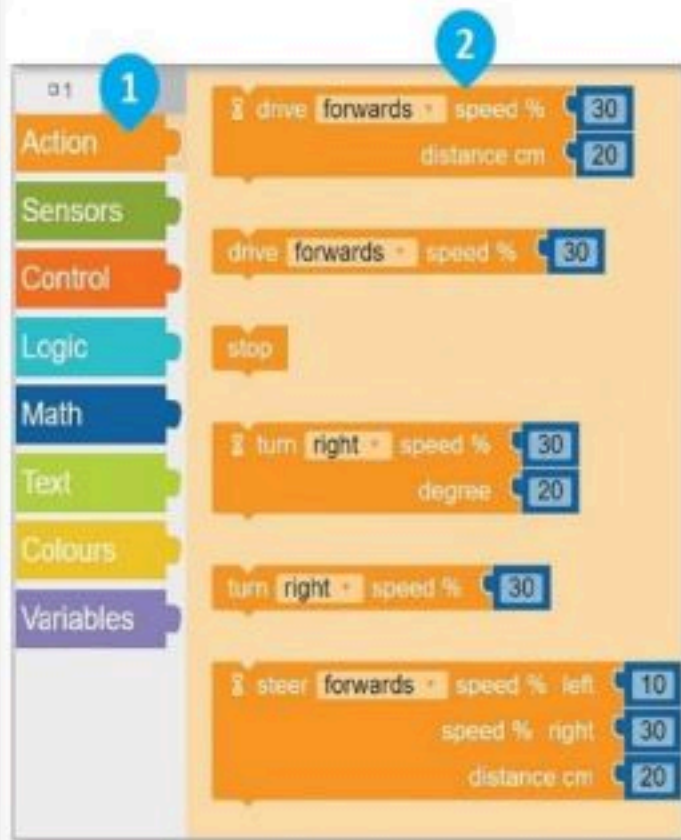 1
2
1
Action
Sensors
Control
Logic
Math
Text
Colours
Variables
drive forwards speed % 30
distance cm 20
drive forwards speed % 30
stop
turn right speed % 30
degree 20
turn right speed % 30
steer forwards speed % left 10
speed % right 30
distance cm 20